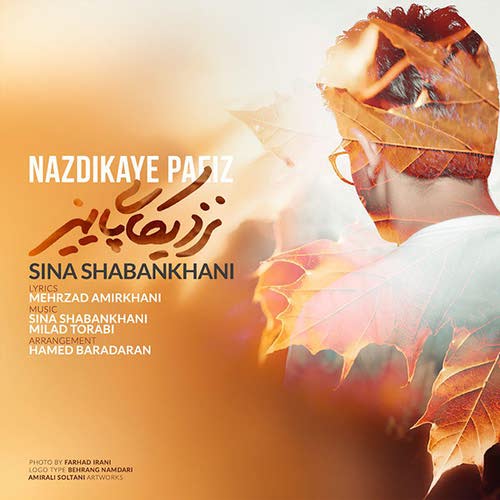 NAZDIKAYE PAEIZ
نزدیکای پاییز
SINA SHABANKHANI
LYRICS
MEHRZAD AMIRKHANI
MUSIC
SINA SHABANKHANI
MILAD TORABI
ARRANGEMENT
HAMED BARADARAN
PHOTO BY FARHAD IRANI
LOGO TYPE BEHRANG NAMDARI
AMIRALI SOLTANI ARTWORKS